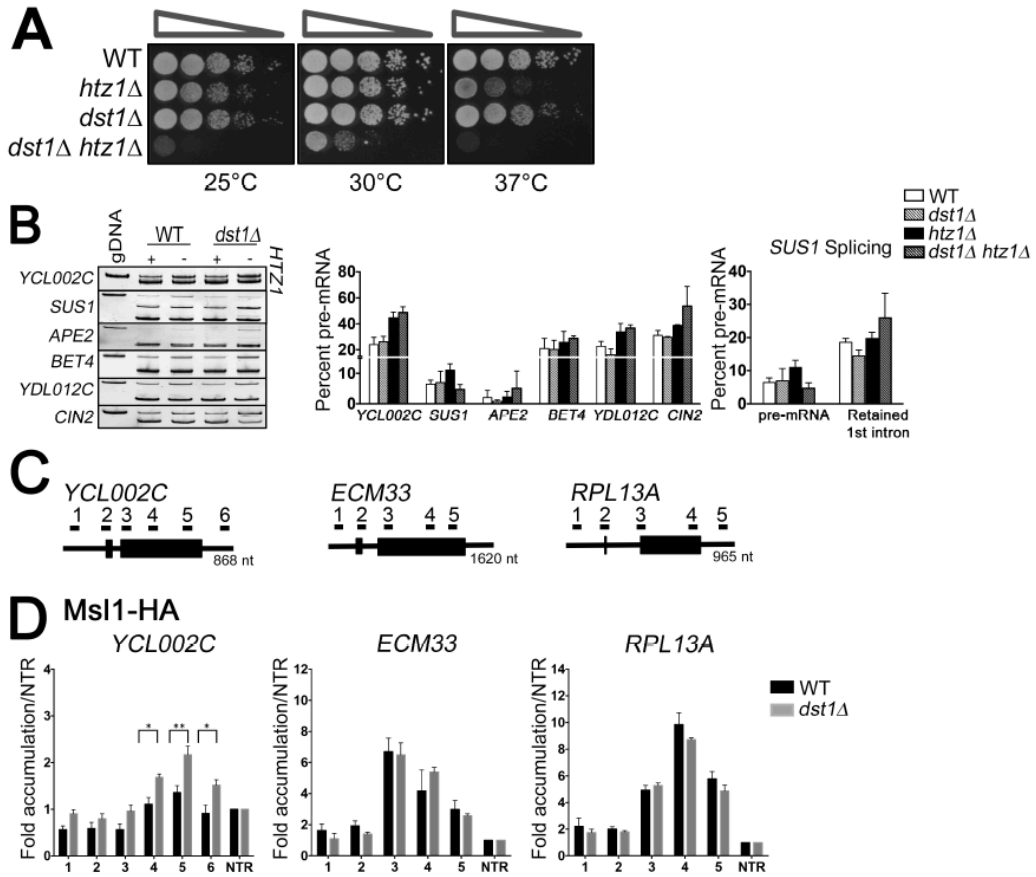 A
WT
htz1Δ
dst1Δ
dst1Δ htz1Δ
25°C 30°C 37°C
B
gDNA
WT dst1Δ
+ - + - HTZ1
YCL002C
SUS1
APE2
BET4
YDL012C
CIN2
Percent pre-mRNA
80
60
40
20
10
0
YCL002C SUS1 APE2 BET4 YDL012C CIN2
WT
dst1Δ
htz1Δ
dst1Δ htz1Δ
SUS1 Splicing
Percent pre-mRNA
40
30
20
10
0
pre-mRNA Retained
1st intron
C
YCL002C
1 2 3 4 5 6
868 nt
ECM33
1 2 3 4 5
1620 nt
RPL13A
1 2 3 4 5
965 nt
D
Msl1-HA
YCL002C
Fold accumulation/NTR
4
3
2
1
0
* ** *
1 2 3 4 5 6 NTR
ECM33
Fold accumulation/NTR
12
10
8
6
4
2
0
1 2 3 4 5 NTR
RPL13A
Fold accumulation/NTR
14
12
10
8
6
4
2
0
1 2 3 4 5 NTR
WT
dst1Δ